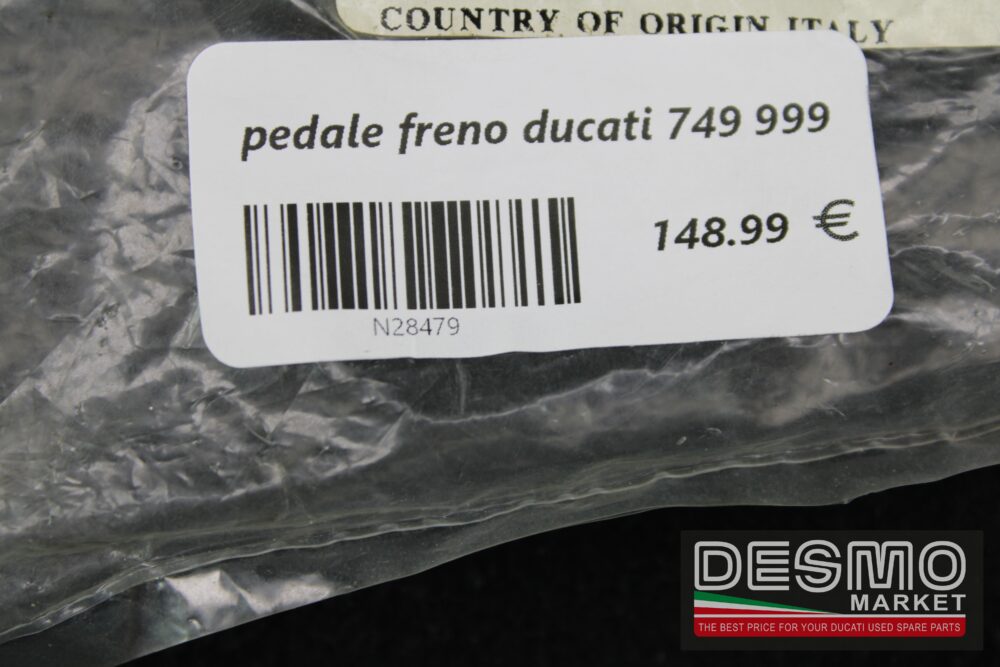 COUNTRY OF ORIGIN ITALY
pedale freno ducati 749 999
148.99 €
N28479
DESMO
MARKET
THE BEST PRICE FOR YOUR DUCATI USED SPARE PARTS